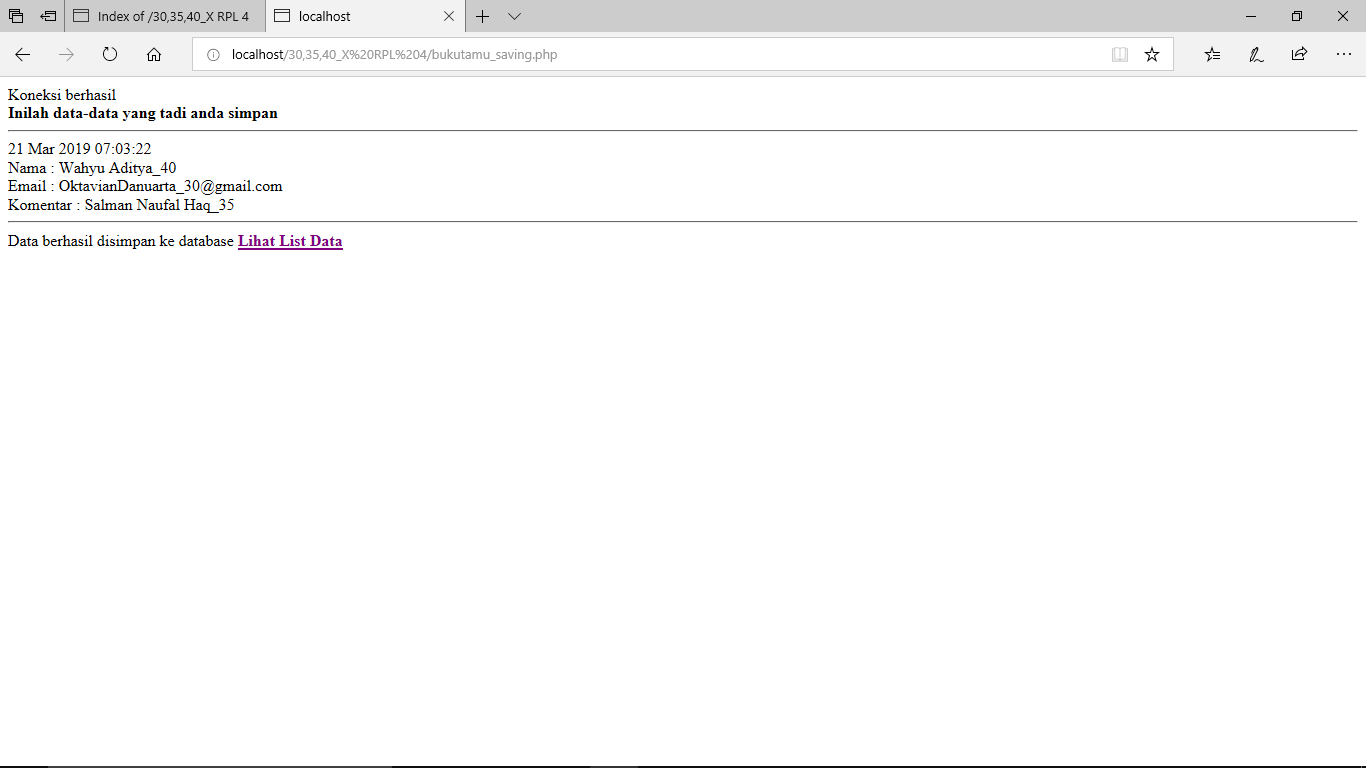 Index of /30,35,40_X RPL 4
localhost
localhost/30,35,40_X%20RPL%204/bukutamu_saving.php
Koneksi berhasil
Inilah data-data yang tadi anda simpan
21 Mar 2019 07:03:22
Nama : Wahyu Aditya_40
Email : OktavianDanuarta_30@gmail.com
Komentar : Salman Naufal Haq_35
Data berhasil disimpan ke database Lihat List Data